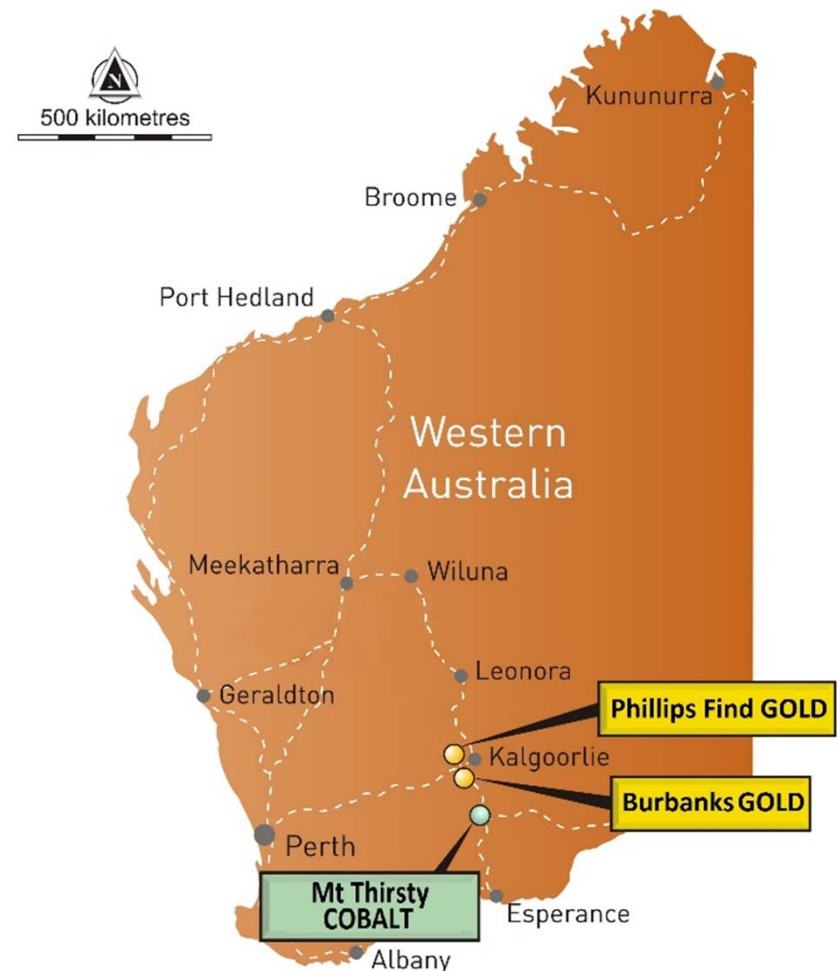 N
500 kilometres
Kununurra
Broome
Port Hedland
Western
Australia
Meekatharra
Wiluna
Leonora
Geraldton
Phillips Find GOLD
Kalgoorlie
Burbanks GOLD
Perth
Mt Thirsty
COBALT
Esperance
Albany